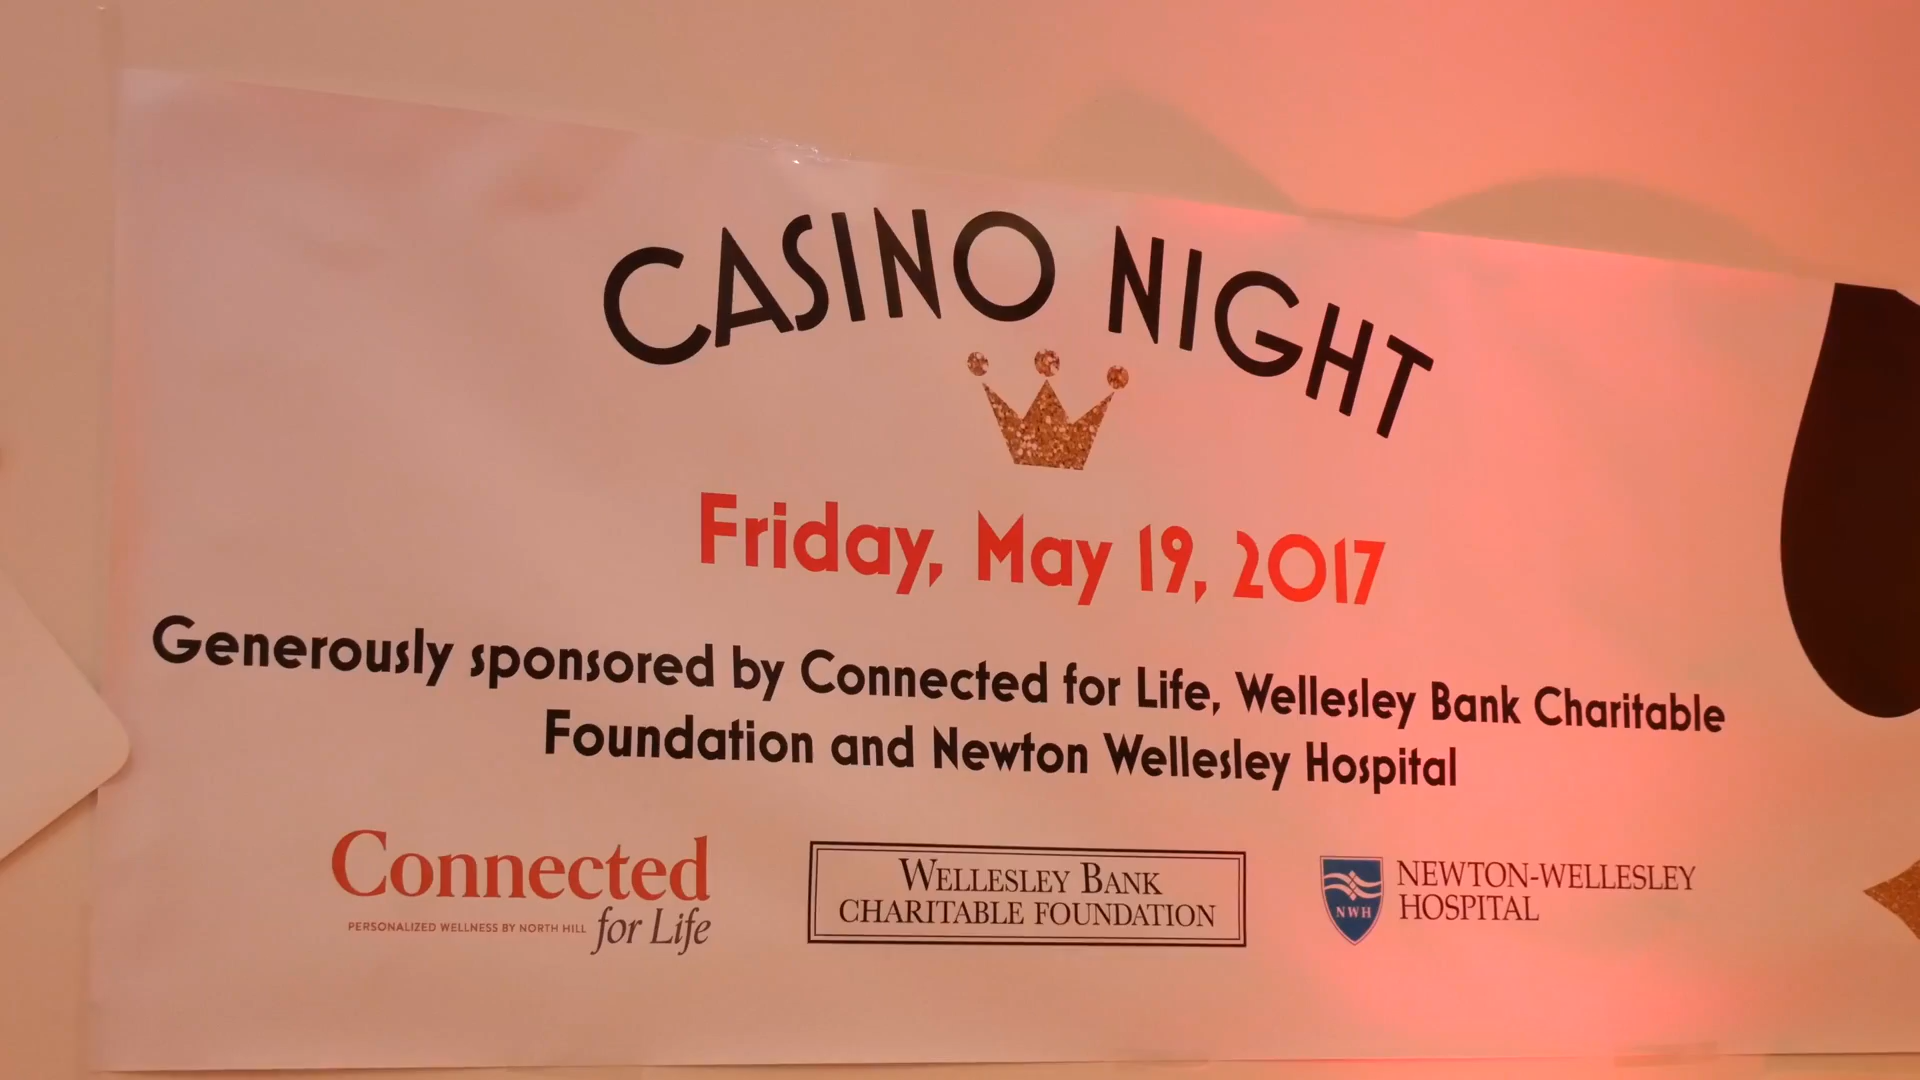 CASINO NIGHT
Friday, May 19, 2017
Generously sponsored by Connected for Life, Wellesley Bank Charitable
Foundation and Newton Wellesley Hospital
Connected
PERSONALIZED WELLNESS BY NORTH HILL for Life
WELLESLEY BANK
CHARITABLE FOUNDATION
NWH
NEWTON-WELLESLEY
HOSPITAL